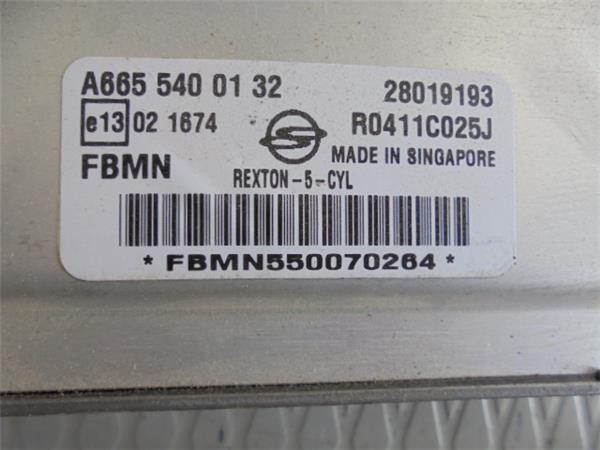 A665 540 01 32 28019193
e13 02 1674 R0411C025J
FBMN MADE IN SINGAPORE
REXTON-5-CYL
* FBMN550070264 *